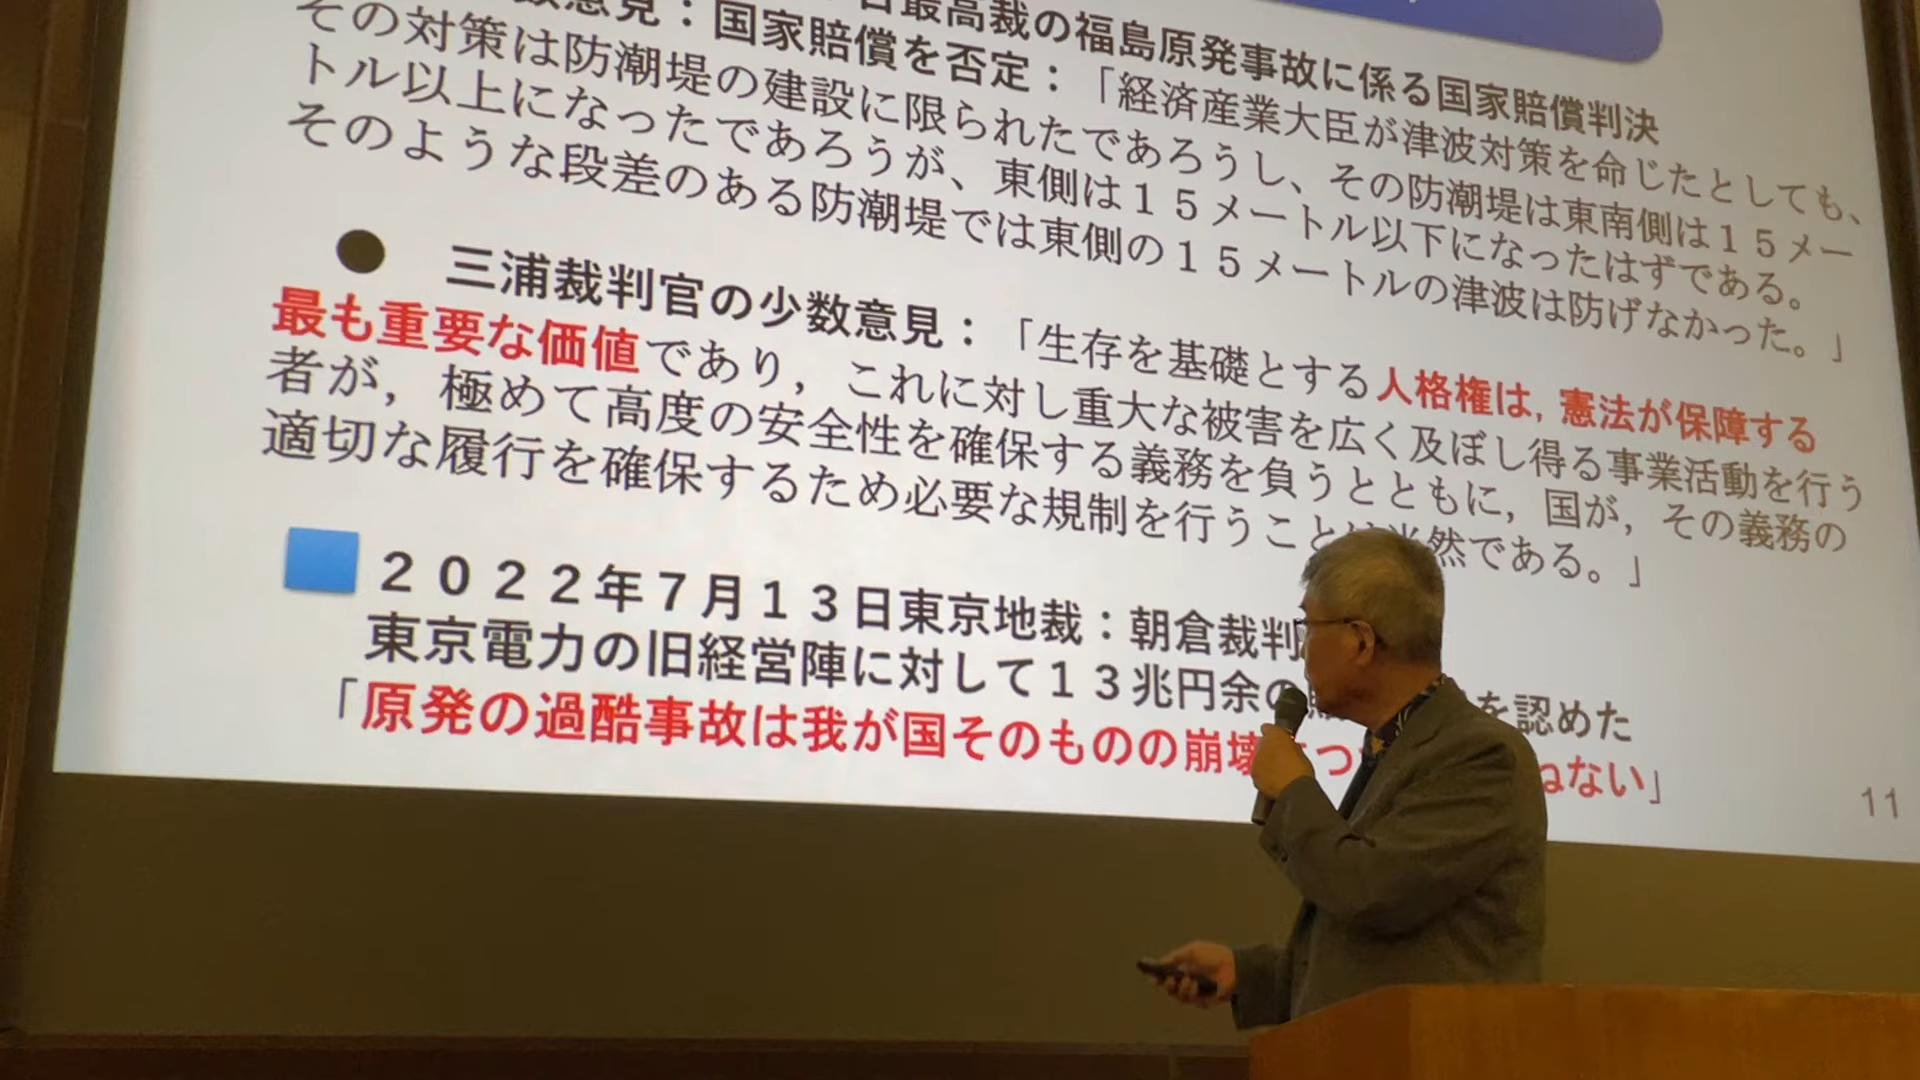 日最高裁の福島原発事故に係る国家賠償判決
数意見：国家賠償を否定：「経済産業大臣が津波対策を命じたとしても、
その対策は防潮堤の建設に限られたであろうし、その防潮堤は東南側は１５メー
トル以上になったであろうが、東側は１５メートル以下になったはずである。
そのような段差のある防潮堤では東側の１５メートルの津波は防げなかった。」
● 三浦裁判官の少数意見：「生存を基礎とする人格権は, 憲法が保障する
最も重要な価値であり, これに対し重大な被害を広く及ぼし得る事業活動を行う
者が, 極めて高度の安全性を確保する義務を負うとともに, 国が, その義務の
適切な履行を確保するため必要な規制を行うこと 当然である。」
２０２２年７月１３日東京地裁：朝倉裁判
東京電力の旧経営陣に対して１３兆円余の を認めた
「原発の過酷事故は我が国そのものの崩壊 つ ねない」
11